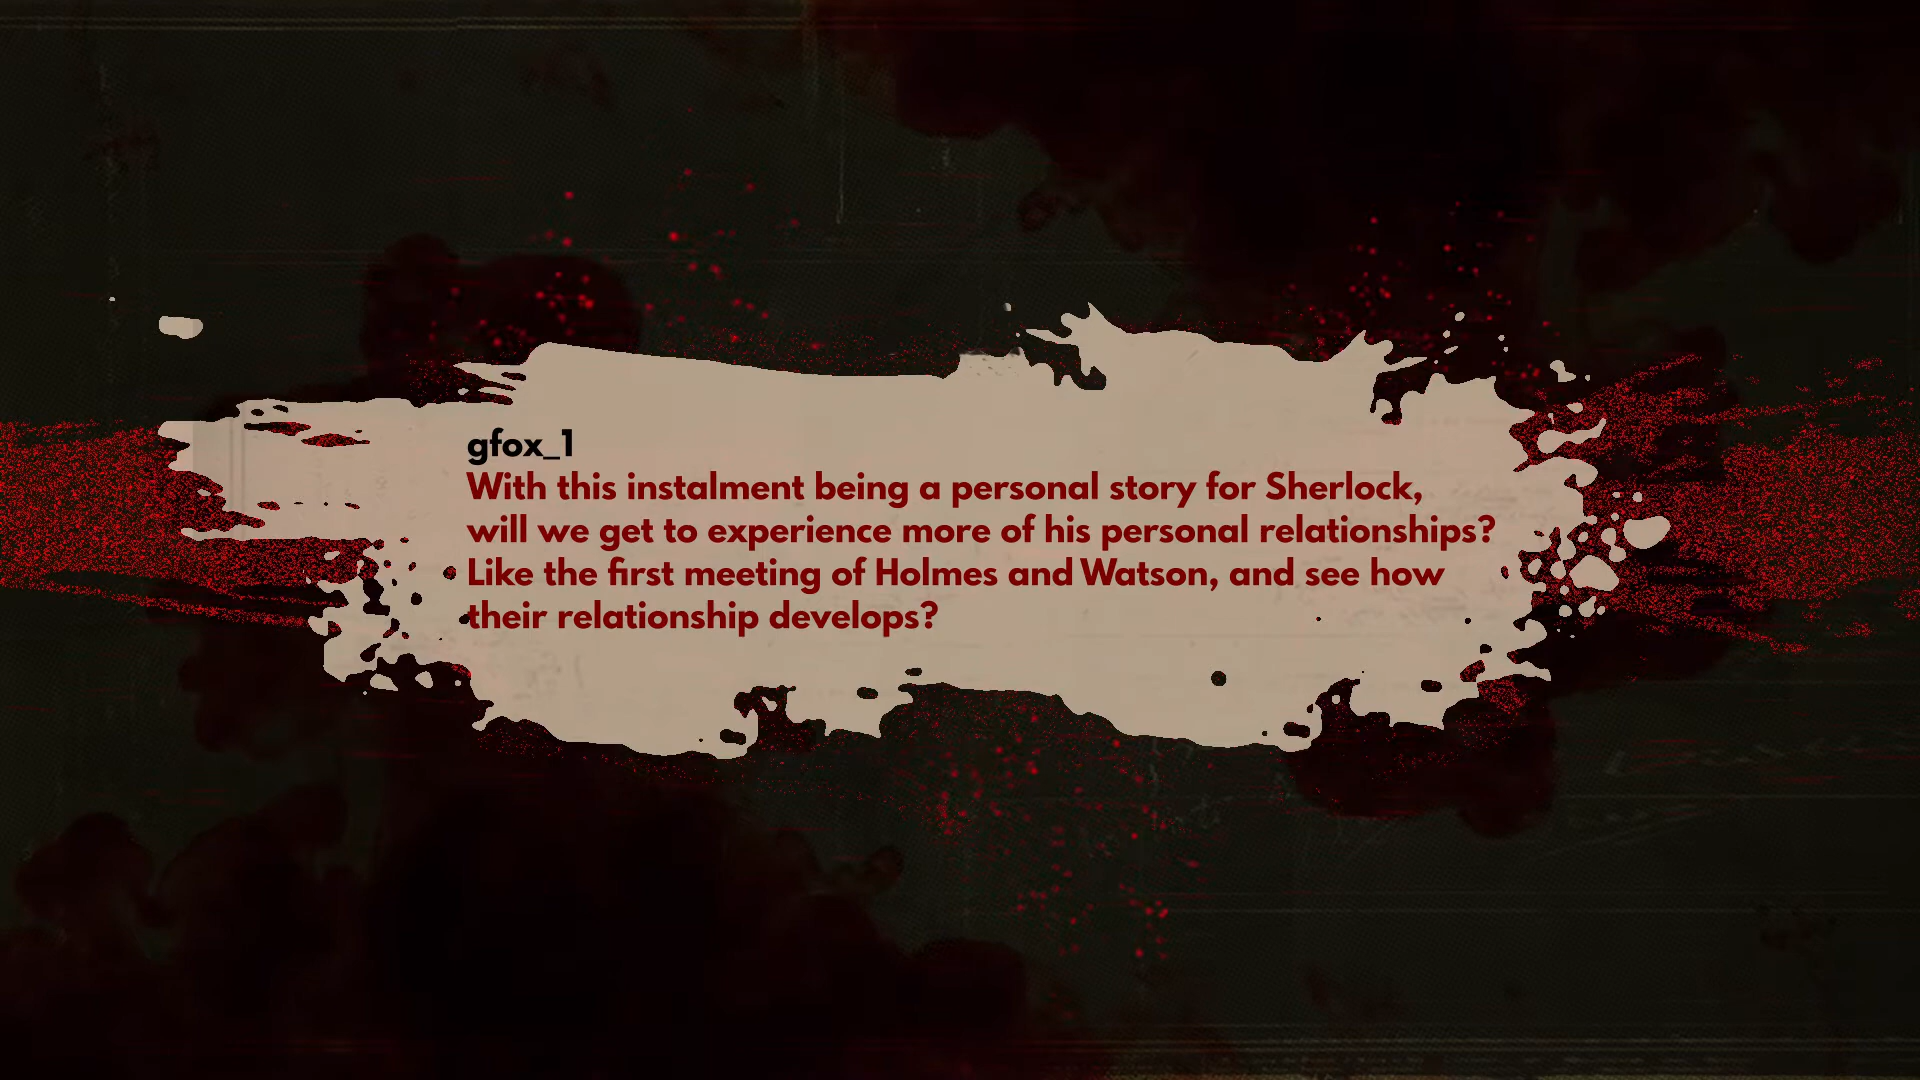 gfox_1
With this instalment being a personal story for Sherlock,
will we get to experience more of his personal relationships?
Like the first meeting of Holmes and Watson, and see how
their relationship develops?